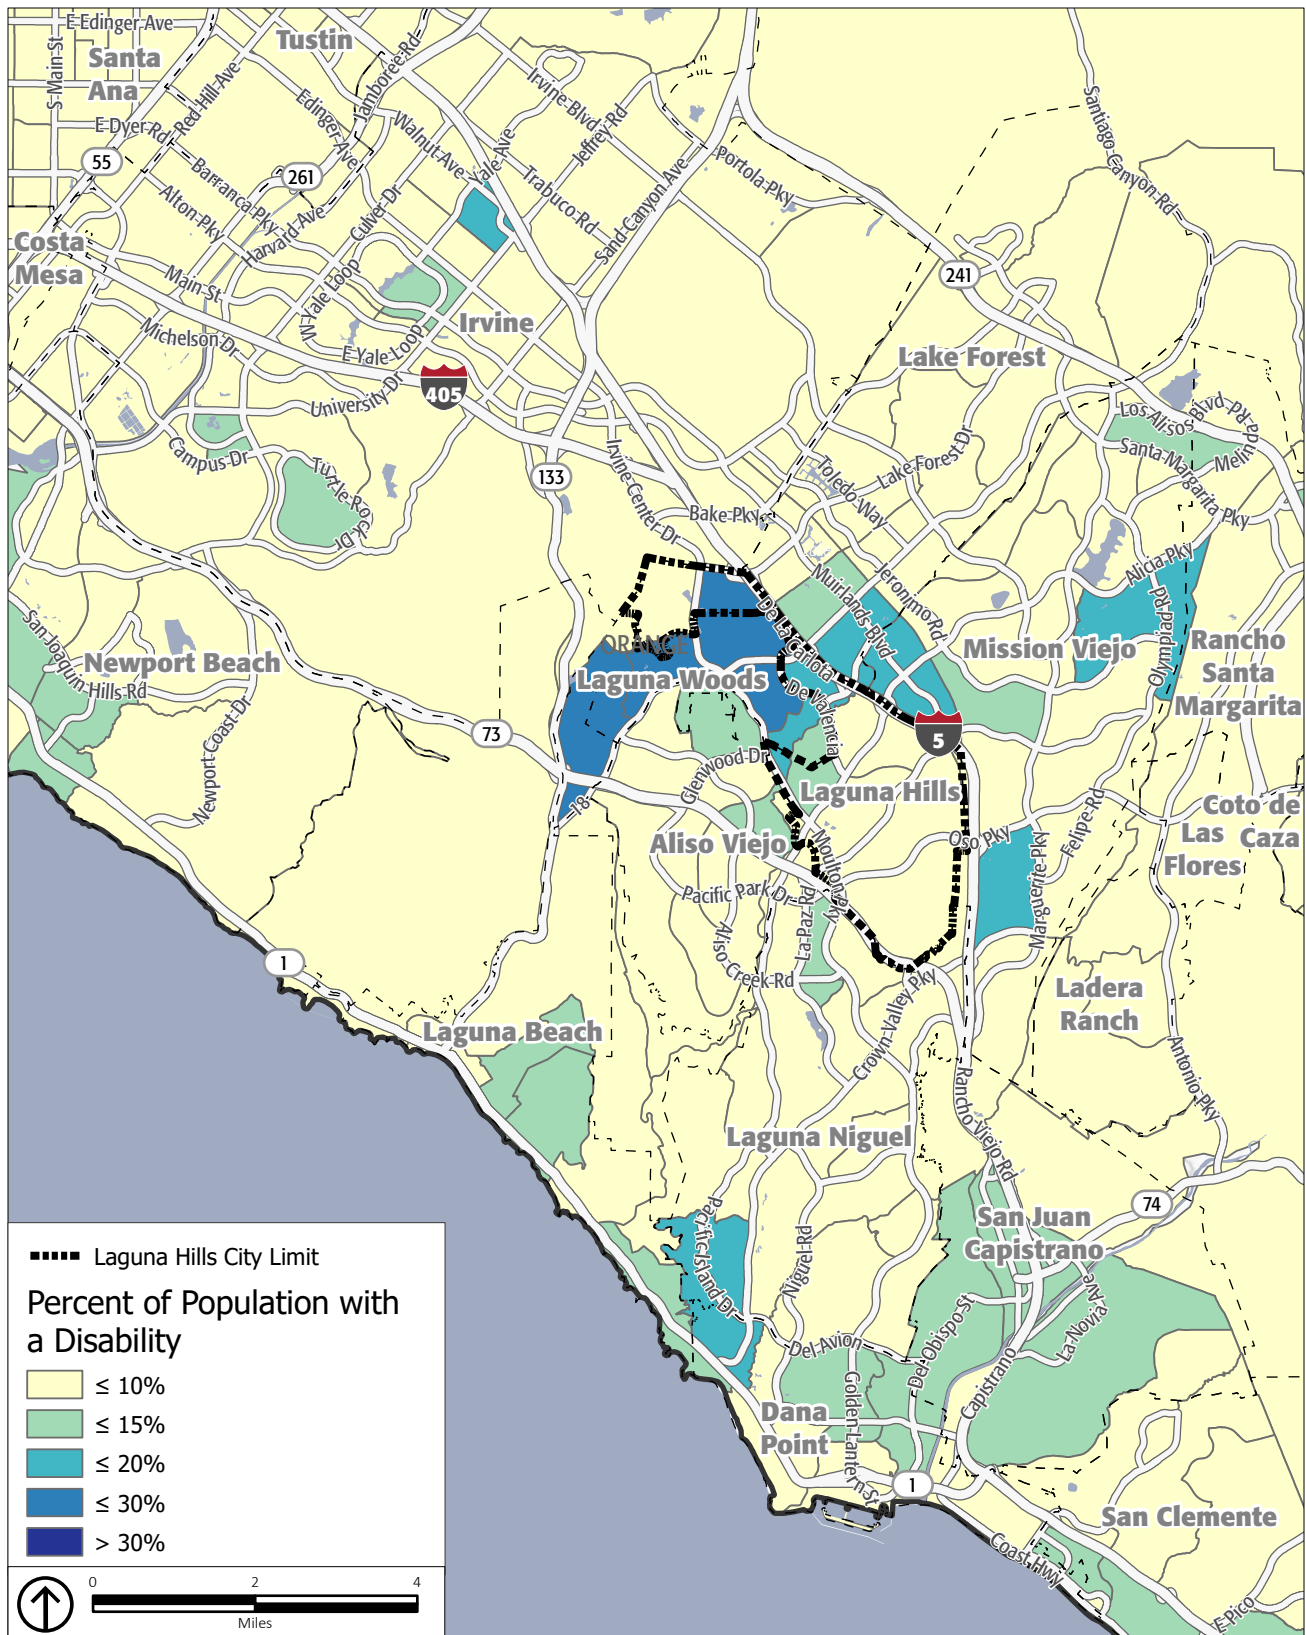 E Edinger Ave
Tustin
Santa
Ana
S Main St
Red Hill Ave
Jamboree Rd
E Dyer Rd
Edinger Ave
Walnut Ave
Yale Ave
Irvine Blvd
Jeffrey Rd
Santiago Canyon Rd
55
261
Barranca Pky
Alton Pky
Harvard Ave
Culver Dr
Trabuco Rd
Sand Canyon Ave
Portola Pky
Costa
Mesa
Main St
W Yale Loop
241
Michelson Dr
E Yale Loop
Irvine
Lake Forest
405
University Dr
Los Alisos Blvd
Melinda Rd
Campus Dr
Turtle Rock Dr
133
Irvine Center Dr
Toledo Way
Lake Forest Dr
Santa Margarita Pky
Bake Pky
Alicia Pky
Muirlands Blvd
Jeronimo Rd
Olympiad Rd
San Joaquin Hills Rd
Newport Beach
ORANGE
De La Carlota
Mission Viejo
Rancho
Santa
Margarita
Laguna Woods
De Valencia
Newport Coast Dr
73
5
Glenwood Dr
Laguna Hills
18
Aliso Viejo
Moulton Pky
Oso Pky
Felipe Rd
Marguerite Pky
Coto de
Caza
Las
Flores
Pacific Park Dr
La Paz Rd
Aliso Creek Rd
1
Crown Valley Pky
Ladera
Ranch
Laguna Beach
Antonio Pky
Rancho Viejo Rd
Laguna Niguel
74
Pacific Island Dr
Niguel Rd
San Juan
Capistrano
Del Obispo St
La Novia Ave
Del Avion
Capistrano
Golden Lantern St
Dana
Point
1
San Clemente
Coast Hwy
E Pico
Laguna Hills City Limit
Percent of Population with
a Disability
≤ 10%
≤ 15%
≤ 20%
≤ 30%
> 30%
0 2 4
Miles